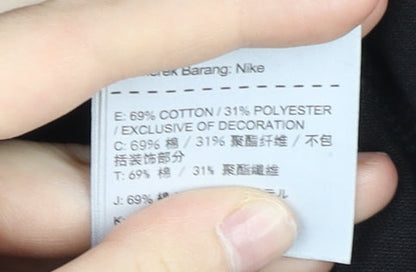 Barang: Nike
E: 69% COTTON / 31% POLYESTER
/ EXCLUSIVE OF DECORATION
C: 69% 棉 / 31% 聚酯纤维 / 不包
括装饰部分
T: 69% 棉 / 31% 聚酯纖維
J: 69%
K: